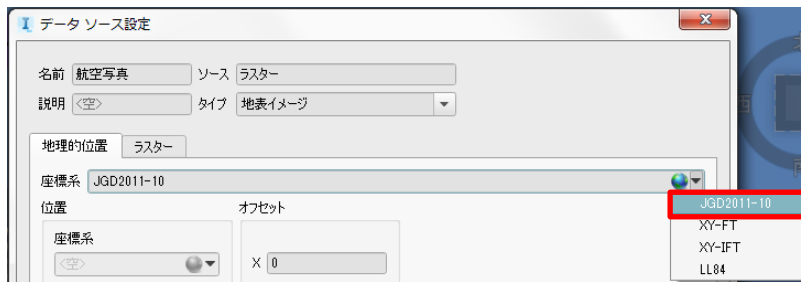 データ ソース設定
名前 航空写真 ソース ラスター
説明 <空> タイプ 地表イメージ
地理的位置 ラスター
座標系 JGD2011-10
位置 オフセット
座標系
<空> X 0
JGD2011-10
XY-FT
XY-IFT
LL84
西